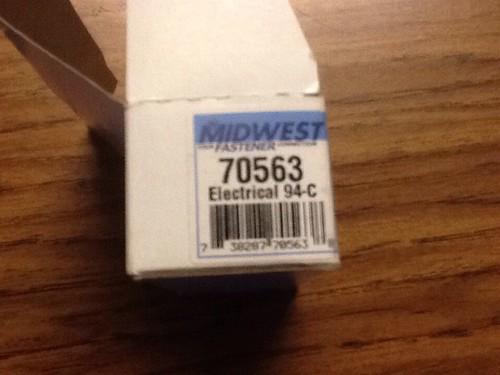 MIDWEST
FASTENER
70563
Electrical 94-C
7 38287 70563